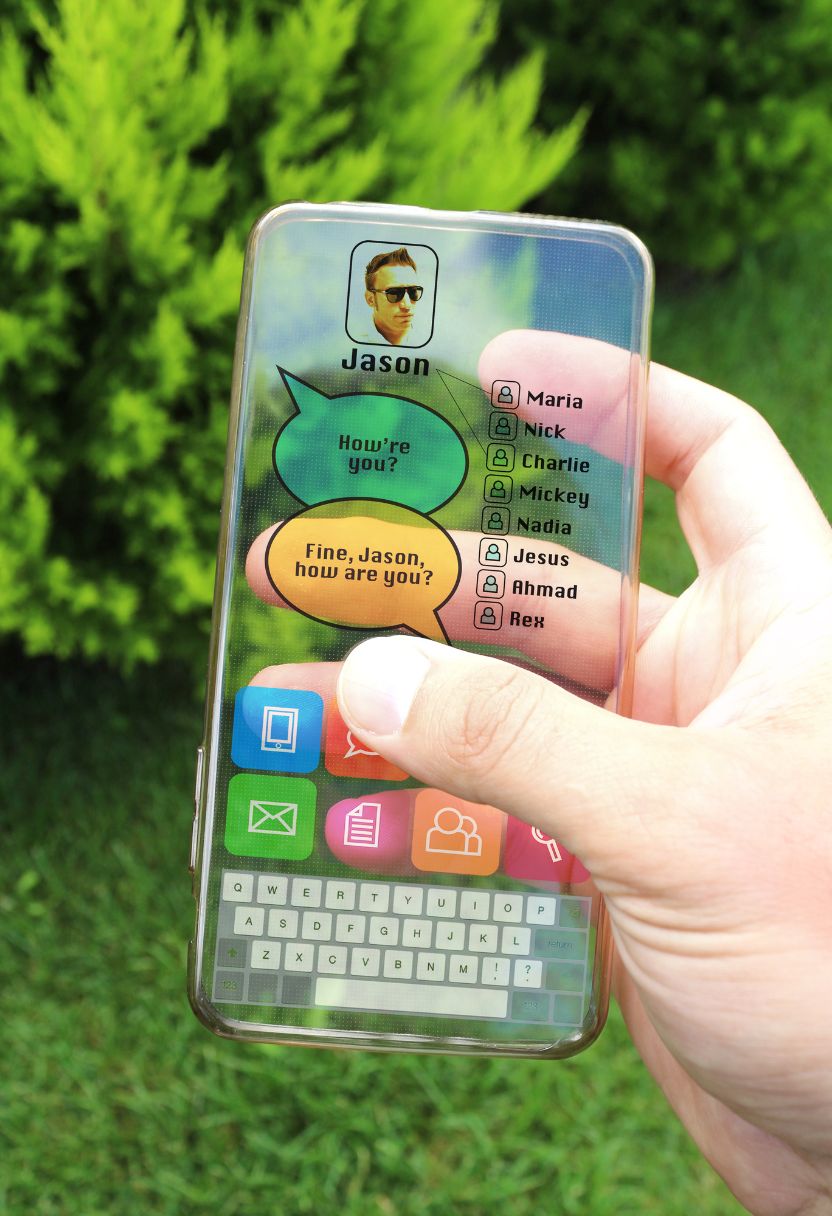 Jason
How're
you?
Fine, Jason,
how are you?
Maria
Nick
Charlie
Mickey
Nadia
Jesus
Ahmad
Rex
Q W E R T Y U I O P
A S D F G H J K L return
Z X C V B N M ! , ? .
123 123